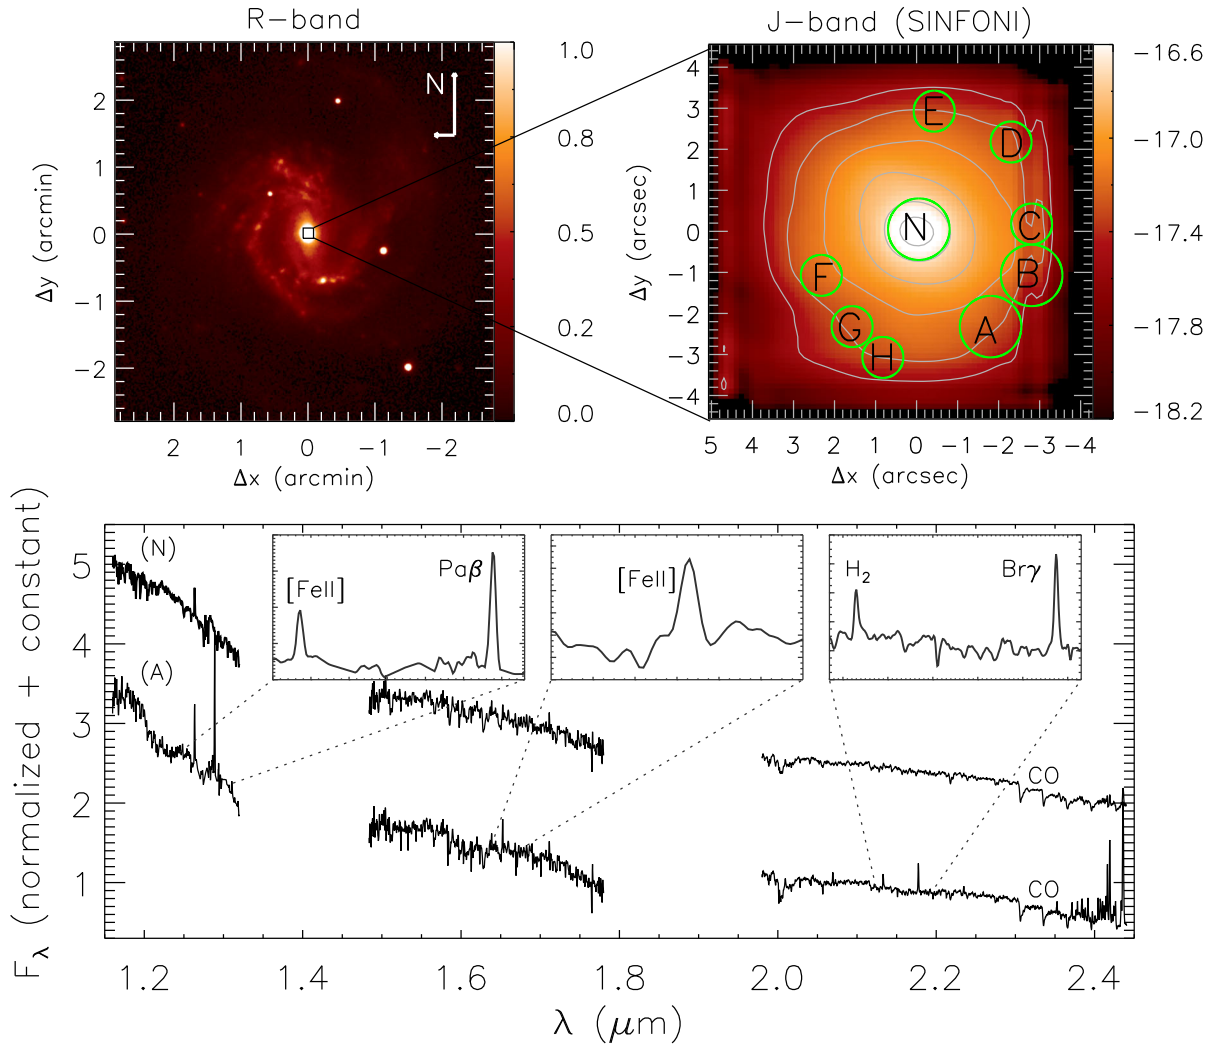 R-band
J-band (SINFONI)
N
2
1
0
-1
-2
Δy (arcmin)
2 1 0 -1 -2
Δx (arcmin)
1.0
0.8
0.5
0.2
0.0
4
3
2
1
0
-1
-2
-3
-4
Δy (arcsec)
E
D
N
C
B
F
G
A
H
5 4 3 2 1 0 -1 -2 -3 -4
Δx (arcsec)
-16.6
-17.0
-17.4
-17.8
-18.2
Fλ (normalized + constant)
5
4
3
2
1
(N)
(A)
[FeII]
Paβ
[FeII]
H2
Brγ
CO
CO
1.2 1.4 1.6 1.8 2.0 2.2 2.4
λ (μm)